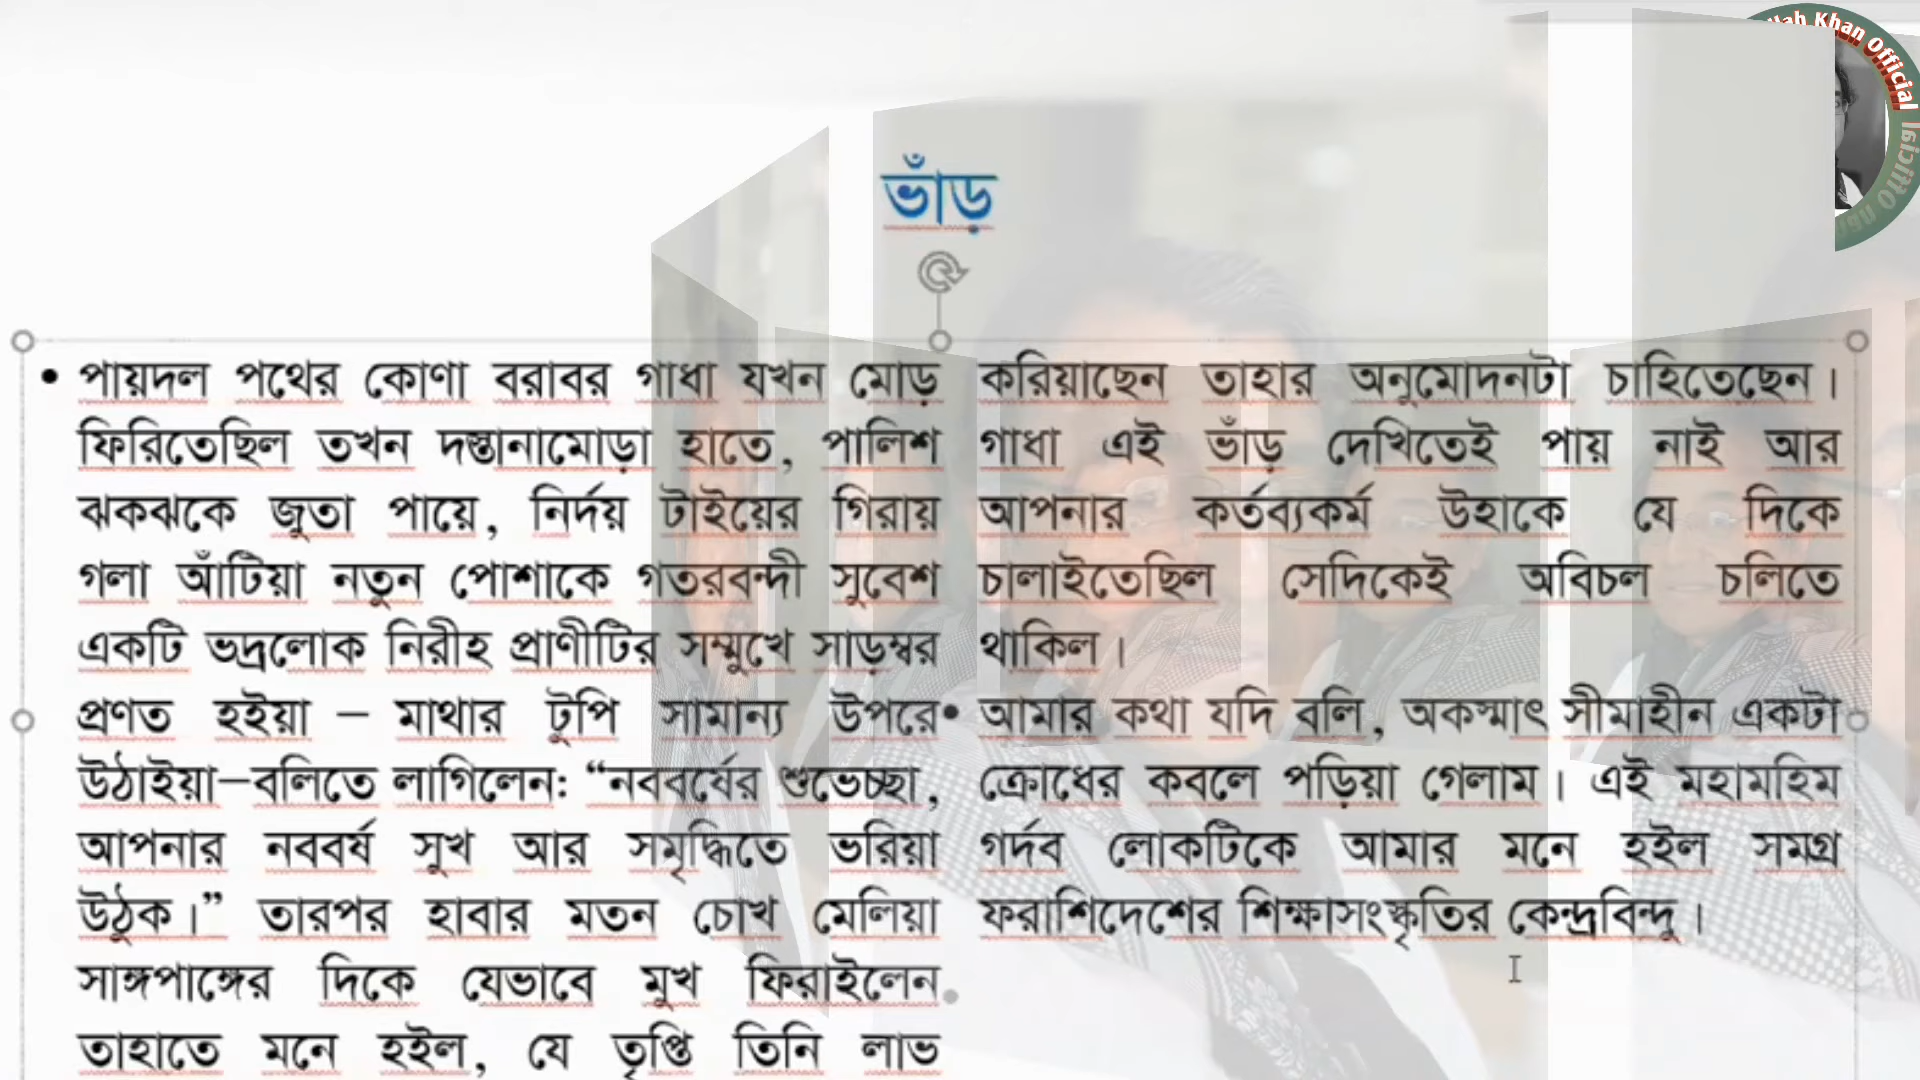 ভাঁড়
• পায়দল পথের কোণা বরাবর গাধা যখন মোড়
ফিরিতেছিল তখন দস্তানামোড়া হাতে, পালিশ
ঝকঝকে জুতা পায়ে, নির্দয় টাইয়ের গিরায়
গলা আঁটিয়া নতুন পোশাকে গতরবন্দী সুবেশ
একটি ভদ্রলোক নিরীহ প্রাণীটির সম্মুখে সাড়ম্বর
প্রণত হইয়া – মাথার টুপি সামান্য উপরে
উঠাইয়া–বলিতে লাগিলেন: “নববর্ষের শুভেচ্ছা,
আপনার নববর্ষ সুখ আর সমৃদ্ধিতে ভরিয়া
উঠুক।” তারপর হাবার মতন চোখ মেলিয়া
সাঙ্গপাঙ্গের দিকে যেভাবে মুখ ফিরাইলেন
তাহাতে মনে হইল, যে তৃপ্তি তিনি লাভ
করিয়াছেন তাহার অনুমোদনটা চাহিতেছেন।
গাধা এই ভাঁড় দেখিতেই পায় নাই আর
আপনার কর্তব্যকর্ম উহাকে যে দিকে
চালাইতেছিল সেদিকেই অবিচল চলিতে
থাকিল।
• আমার কথা যদি বলি, অকস্মাৎ সীমাহীন একটা
ক্রোধের কবলে পড়িয়া গেলাম। এই মহামহিম
গর্দব লোকটিকে আমার মনে হইল সমগ্র
ফরাশিদেশের শিক্ষাসংস্কৃতির কেন্দ্রবিন্দু।
Khan Official